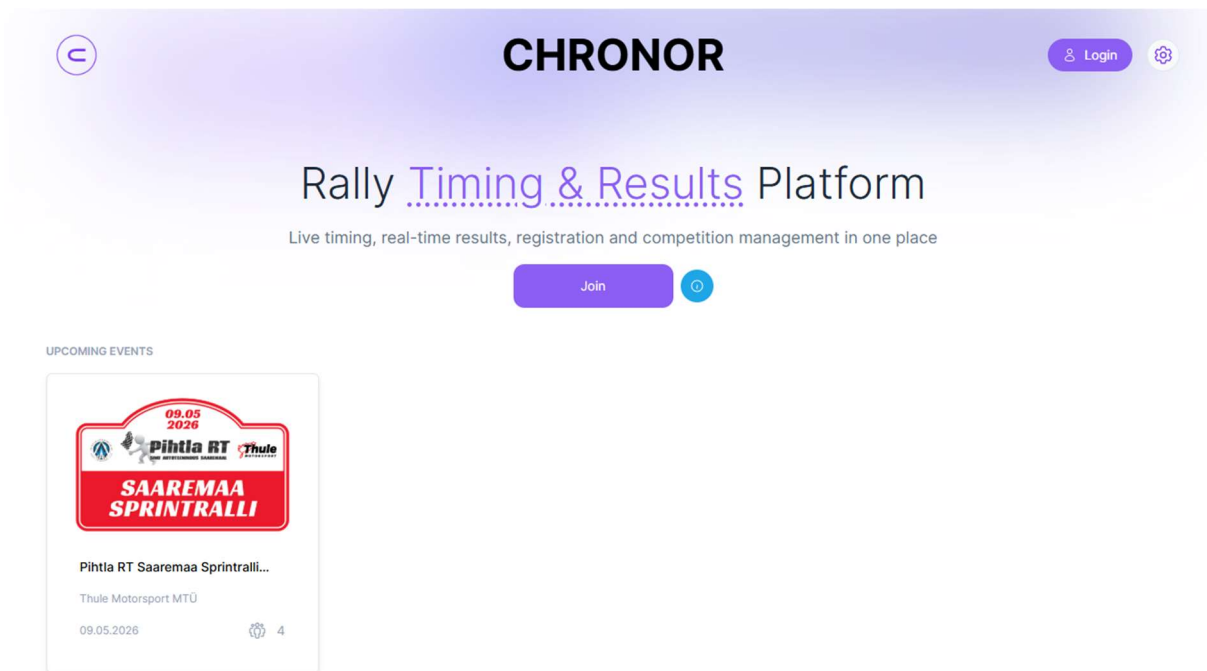 CHRONOR
Login
Rally Timing & Results Platform
Live timing, real-time results, registration and competition management in one place
Join
UPCOMING EVENTS
09.05
2026
Pihtla RT
Thule
MOTORSPORT
SAAREMAA
SPRINTRALLI
Pihtla RT Saaremaa Sprintralli...
Thule Motorsport MTÜ
09.05.2026
4